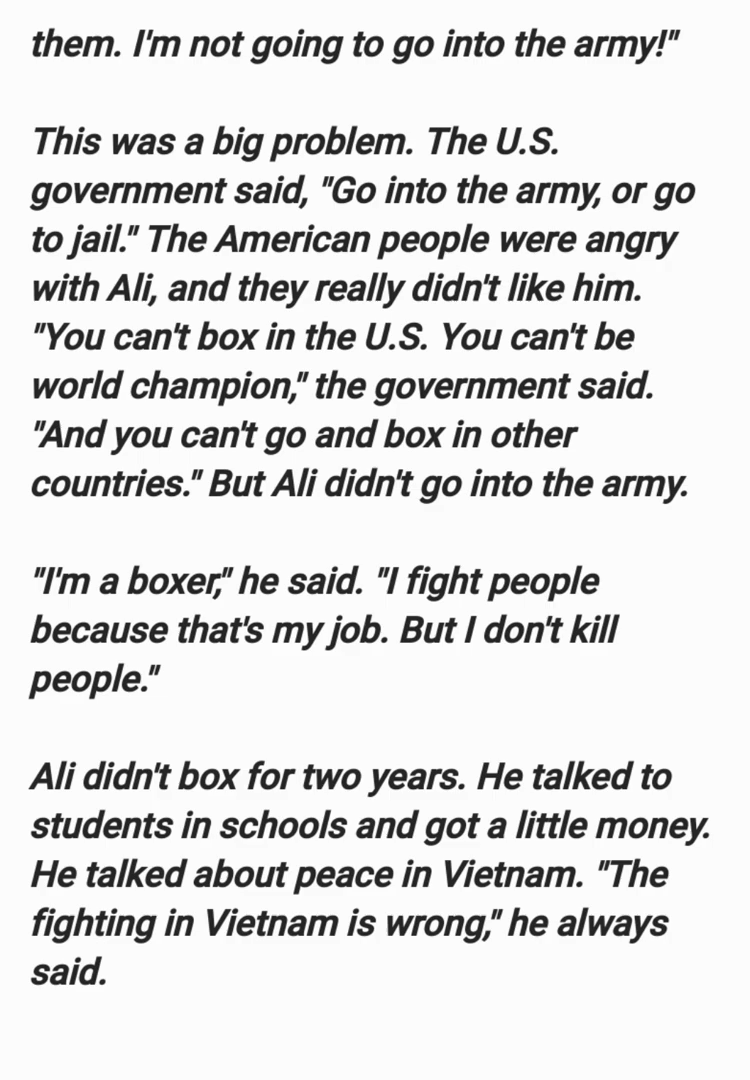 them. I'm not going to go into the army!"
This was a big problem. The U.S.
government said, "Go into the army, or go
to jail." The American people were angry
with Ali, and they really didn't like him.
"You can't box in the U.S. You can't be
world champion," the government said.
"And you can't go and box in other
countries." But Ali didn't go into the army.
"I'm a boxer," he said. "I fight people
because that's my job. But I don't kill
people."
Ali didn't box for two years. He talked to
students in schools and got a little money.
He talked about peace in Vietnam. "The
fighting in Vietnam is wrong," he always
said.